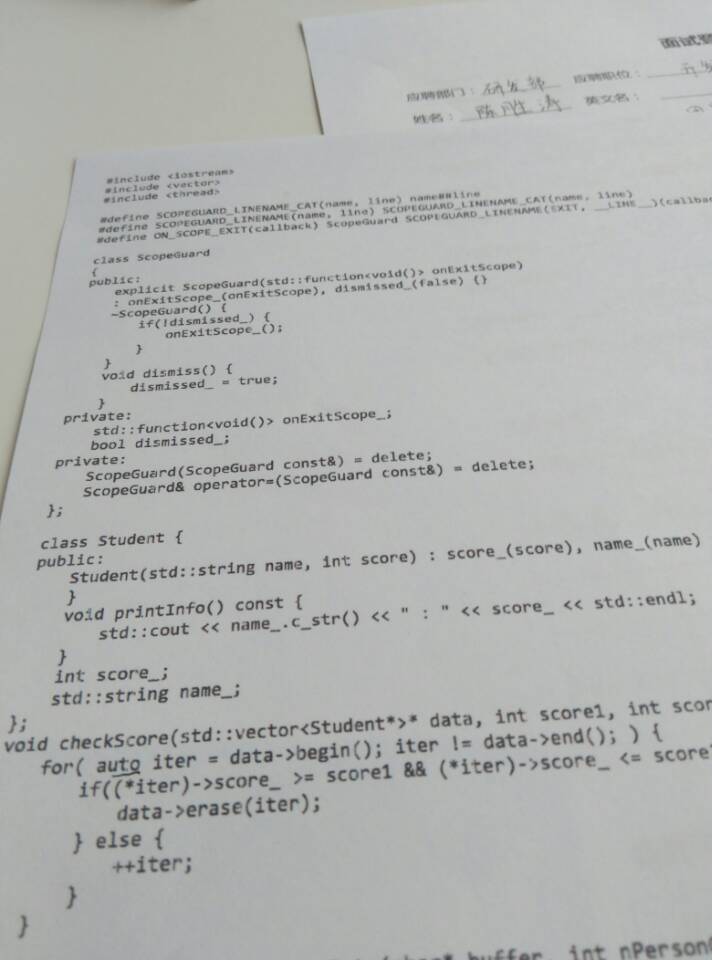 面试
应聘部门：研发部 应聘职位：开发
姓名：陈胜涛 英文名：
#include <iostream>
#include <vector>
#include <thread>
#define SCOPEGUARD_LINENAME_CAT(name, line) name##line
#define SCOPEGUARD_LINENAME(name, line) SCOPEGUARD_LINENAME_CAT(name, line)
#define ON_SCOPE_EXIT(callback) ScopeGuard SCOPEGUARD_LINENAME(EXIT, __LINE__)(callba
class ScopeGuard
{
public:
explicit ScopeGuard(std::function<void()> onExitScope)
: onExitScope_(onExitScope), dismissed_(false) {}
~ScopeGuard() {
if(!dismissed_) {
onExitScope_();
}
}
void dismiss() {
dismissed_ = true;
}
private:
std::function<void()> onExitScope_;
bool dismissed_;
private:
ScopeGuard(ScopeGuard const&) = delete;
ScopeGuard& operator=(ScopeGuard const&) = delete;
};
class Student {
public:
Student(std::string name, int score) : score_(score), name_(name)
}
void printInfo() const {
std::cout << name_.c_str() << " : " << score_ << std::endl;
}
int score_;
std::string name_;
};
void checkScore(std::vector<Student*>* data, int score1, int scor
for( auto iter = data->begin(); iter != data->end(); ) {
if((*iter)->score_ >= score1 && (*iter)->score_ <= score
data->erase(iter);
} else {
++iter;
}
}
buffer, int nPerson